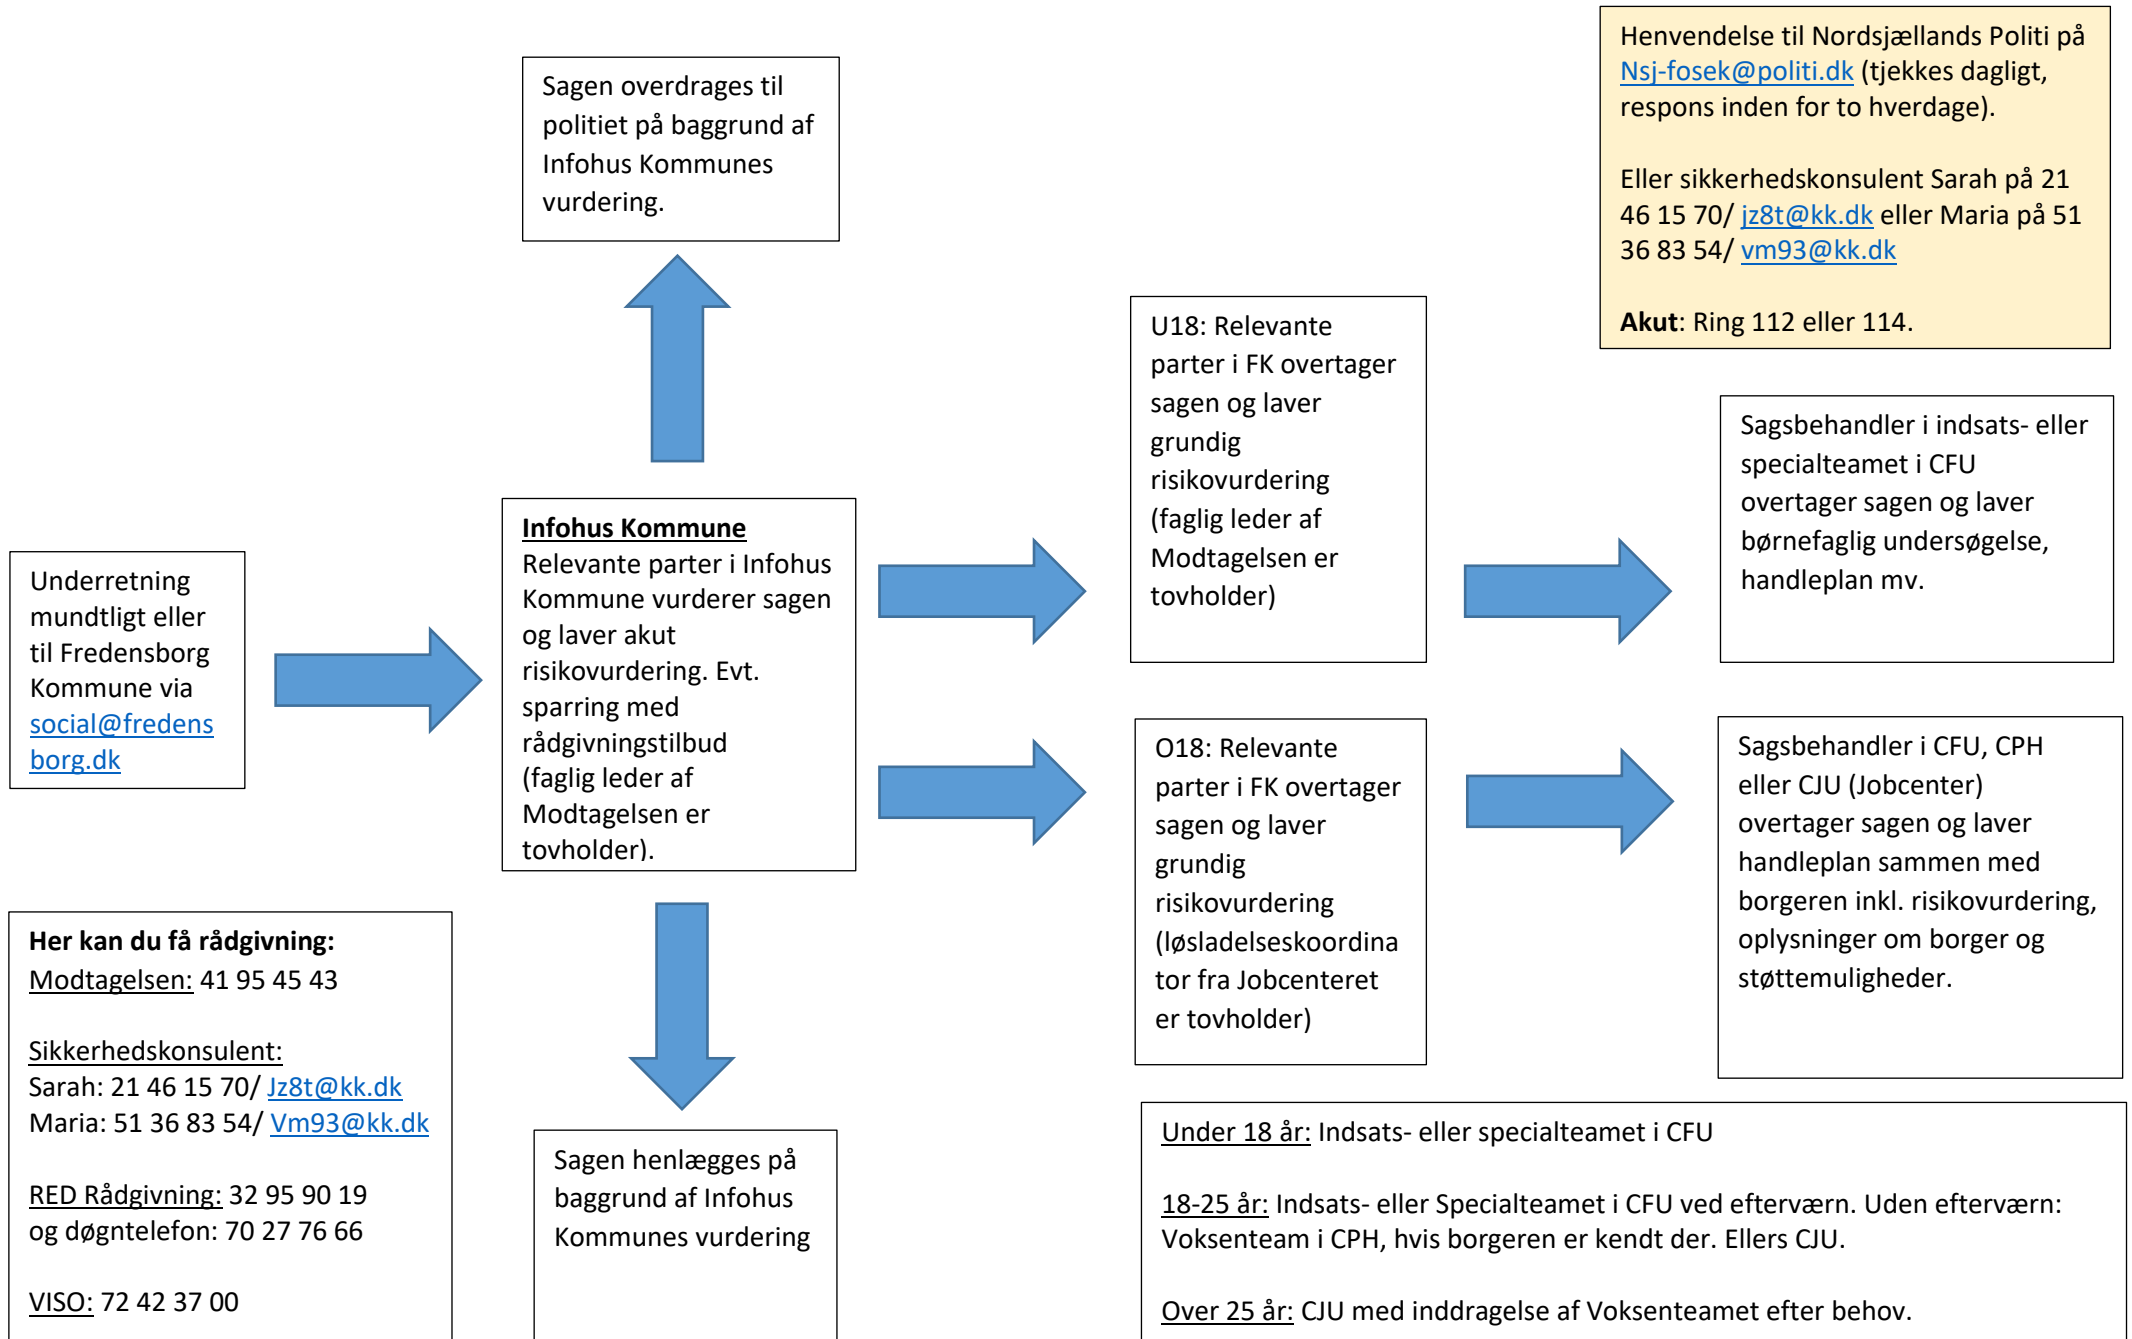 Henvendelse til Nordsjællands Politi på
Nsj-fosek@politi.dk (tjekkes dagligt,
respons inden for to hverdage).
Eller sikkerhedskonsulent Sarah på 21
46 15 70/ jz8t@kk.dk eller Maria på 51
36 83 54/ vm93@kk.dk
Akut: Ring 112 eller 114.
Sagen overdrages til
politiet på baggrund af
Infohus Kommunes
vurdering.
Underretning
mundtligt eller
til Fredensborg
Kommune via
social@fredens
borg.dk
Infohus Kommune
Relevante parter i Infohus
Kommune vurderer sagen
og laver akut
risikovurdering. Evt.
sparring med
rådgivningstilbud
(faglig leder af
Modtagelsen er
tovholder).
U18: Relevante
parter i FK overtager
sagen og laver
grundig
risikovurdering
(faglig leder af
Modtagelsen er
tovholder)
Sagsbehandler i indsats- eller
specialteamet i CFU
overtager sagen og laver
børnefaglig undersøgelse,
handleplan mv.
O18: Relevante
parter i FK overtager
sagen og laver
grundig
risikovurdering
(løsladelseskoordina
tor fra Jobcenteret
er tovholder)
Sagsbehandler i CFU, CPH
eller CJU (Jobcenter)
overtager sagen og laver
handleplan sammen med
borgeren inkl. risikovurdering,
oplysninger om borger og
støttemuligheder.
Her kan du få rådgivning:
Modtagelsen: 41 95 45 43
Sikkerhedskonsulent:
Sarah: 21 46 15 70/ Jz8t@kk.dk
Maria: 51 36 83 54/ Vm93@kk.dk
RED Rådgivning: 32 95 90 19
og døgntelefon: 70 27 76 66
VISO: 72 42 37 00
Sagen henlægges på
baggrund af Infohus
Kommunes vurdering
Under 18 år: Indsats- eller specialteamet i CFU
18-25 år: Indsats- eller Specialteamet i CFU ved efterværn. Uden efterværn:
Voksenteam i CPH, hvis borgeren er kendt der. Ellers CJU.
Over 25 år: CJU med inddragelse af Voksenteamet efter behov.